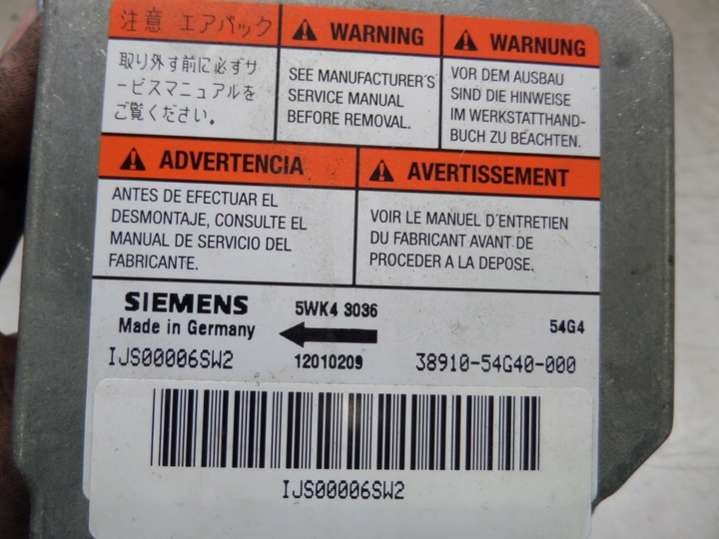 注意 エアバック
取り外す前に必ずサ
ービスマニュアルを
ご覧ください。
WARNING
SEE MANUFACTURER'S
SERVICE MANUAL
BEFORE REMOVAL.
WARNUNG
VOR DEM AUSBAU
SIND DIE HINWEISE
IM WERKSTATTHAND-
BUCH ZU BEACHTEN.
ADVERTENCIA
ANTES DE EFECTUAR EL
DESMONTAJE, CONSULTE EL
MANUAL DE SERVICIO DEL
FABRICANTE.
AVERTISSEMENT
VOIR LE MANUEL D'ENTRETIEN
DU FABRICANT AVANT DE
PROCEDER A LA DEPOSE.
SIEMENS 5WK4 3036
Made in Germany 54G4
IJS00006SW2 12010209 38910-54G40-000
IJS00006SW2